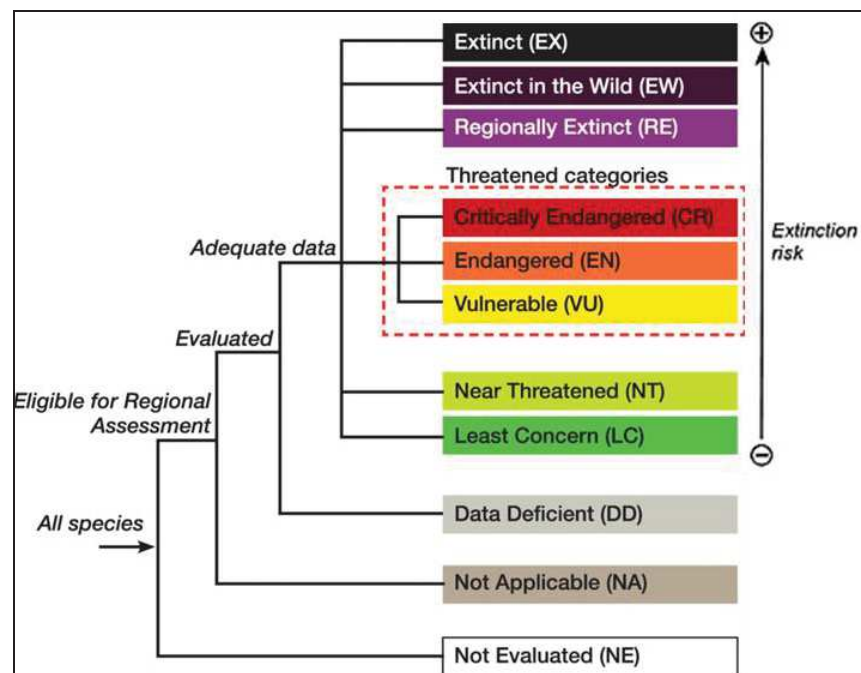 Extinct (EX)
Extinct in the Wild (EW)
Regionally Extinct (RE)
Threatened categories
Critically Endangered (CR)
Extinction
risk
Adequate data
Endangered (EN)
Vulnerable (VU)
Evaluated
Near Threatened (NT)
Eligible for Regional
Assessment
Least Concern (LC)
All species
Data Deficient (DD)
Not Applicable (NA)
Not Evaluated (NE)